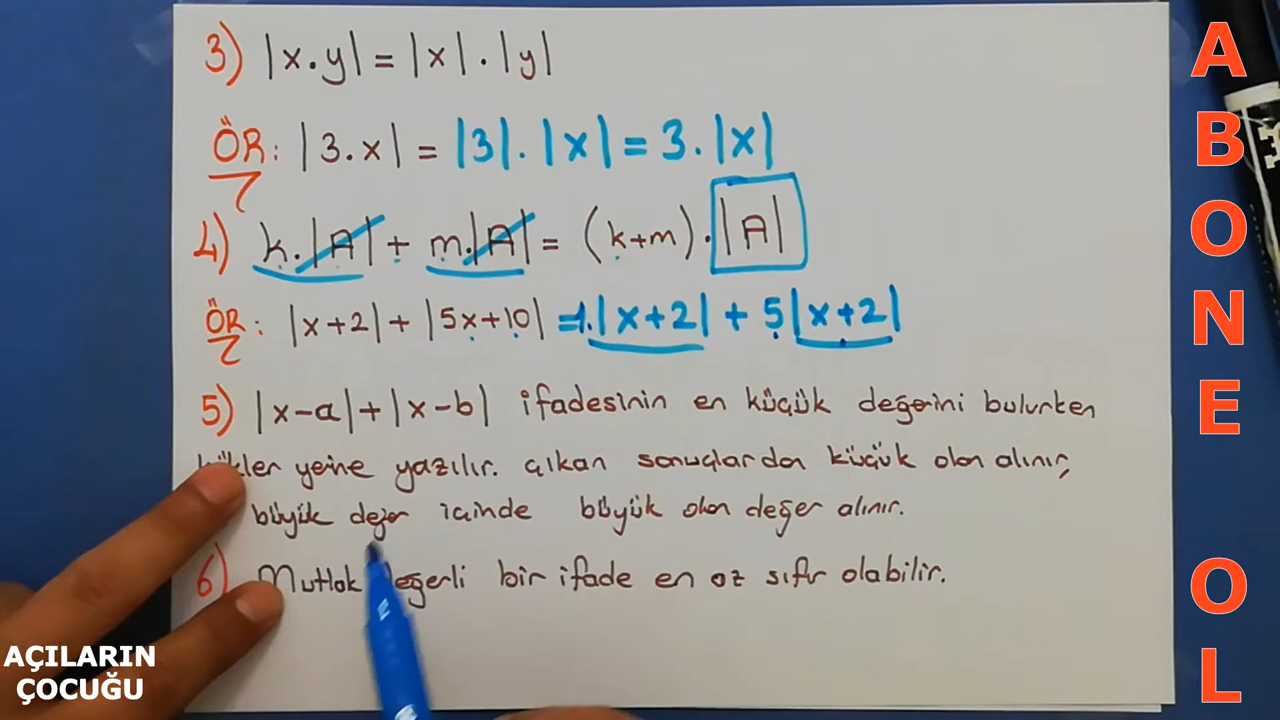 3) |x.y| = |x|.|y|
ÖR: |3.x| = |3|.|x| = 3.|x|
4) k.|A| + m.|A| = (k+m).|A|
ÖR: |x+2| + |5x+10| = 1.|x+2| + 5|x+2|
5) |x-a|+|x-b| ifadesinin en küçük değerini bulurken
yerine yazılır. çıkan sonuçlardan küçük olan alınır,
büyük değer içinde büyük olan değer alınır.
6) Mutlak değerli bir ifade en az sıfır olabilir.
AÇILARIN
ÇOCUĞU
ABONE
OL